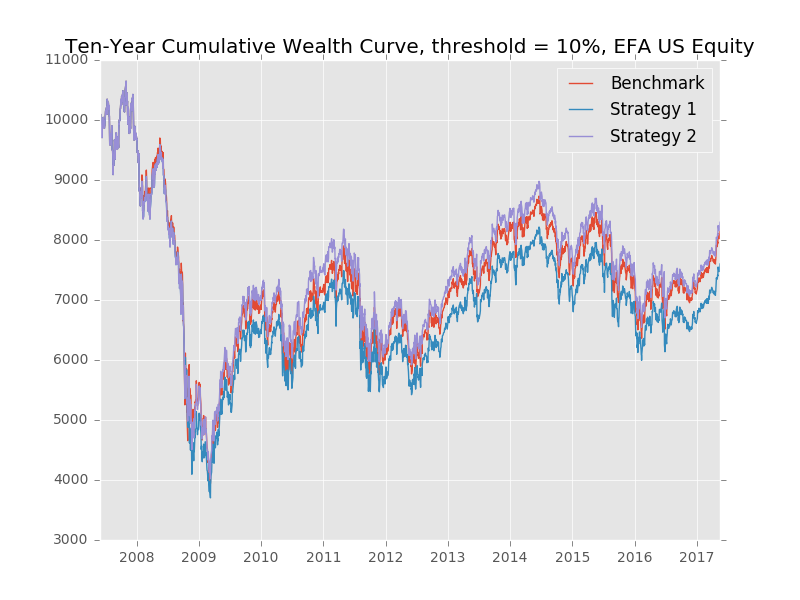 Ten-Year Cumulative Wealth Curve, threshold = 10%, EFA US Equity
11000
10000
9000
8000
7000
6000
5000
4000
3000
Benchmark
Strategy 1
Strategy 2
2008 2009 2010 2011 2012 2013 2014 2015 2016 2017